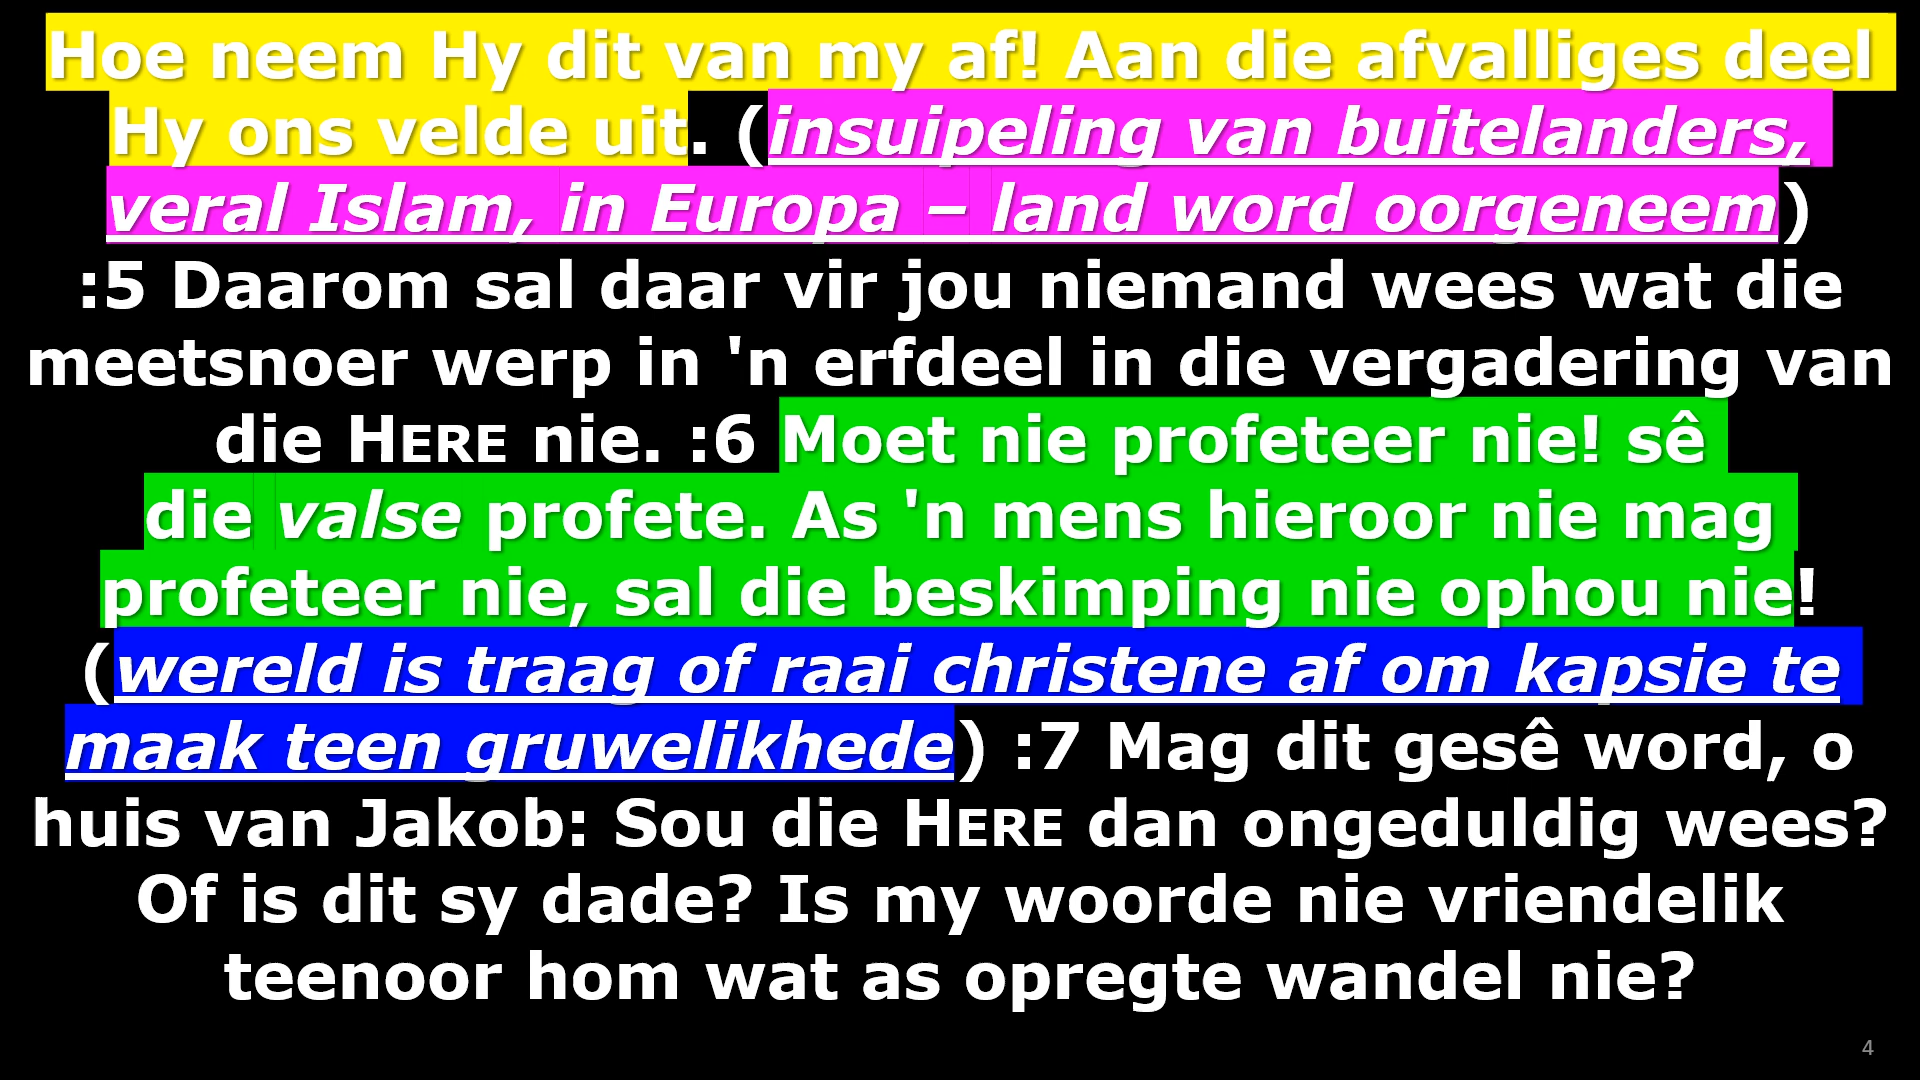 Hoe neem Hy dit van my af! Aan die afvalliges deel
Hy ons velde uit. (insuipeling van buitelanders,
veral Islam, in Europa – land word oorgeneem)
:5 Daarom sal daar vir jou niemand wees wat die
meetsnoer werp in 'n erfdeel in die vergadering van
die HERE nie. :6 Moet nie profeteer nie! sê
die valse profete. As 'n mens hieroor nie mag
profeteer nie, sal die beskimping nie ophou nie!
(wereld is traag of raai christene af om kapsie te
maak teen gruwelikhede) :7 Mag dit gesê word, o
huis van Jakob: Sou die HERE dan ongeduldig wees?
Of is dit sy dade? Is my woorde nie vriendelik
teenoor hom wat as opregte wandel nie?
4